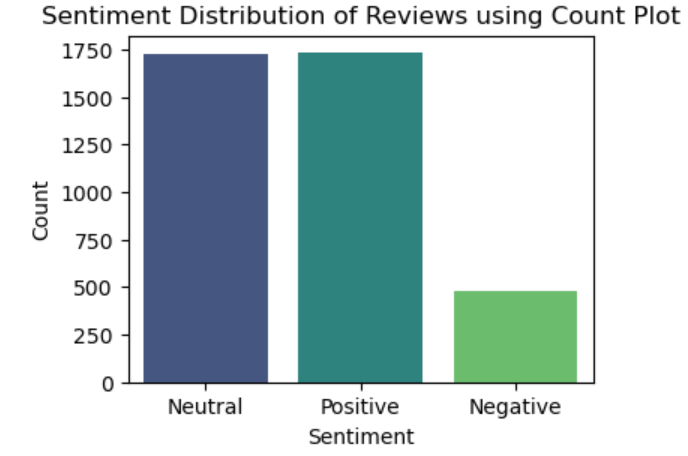 Sentiment Distribution of Reviews using Count Plot
1750
1500
1250
1000
750
500
250
0
Count
Neutral Positive Negative
Sentiment